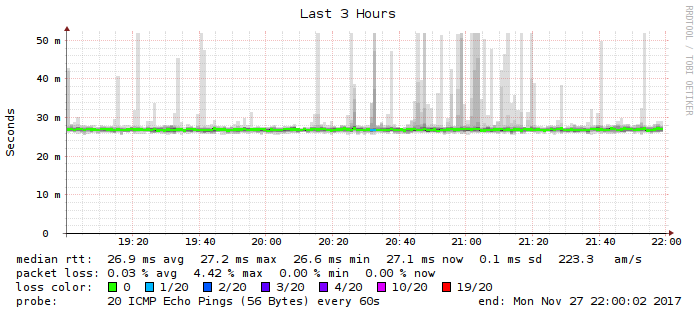 Last 3 Hours
RRDTOOL / TOBI OETIKER
Seconds
50 m
40 m
30 m
20 m
10 m
0
19:20 19:40 20:00 20:20 20:40 21:00 21:20 21:40 22:00
median rtt: 26.9 ms avg 27.2 ms max 26.6 ms min 27.1 ms now 0.1 ms sd 223.3 am/s
packet loss: 0.03 % avg 4.42 % max 0.00 % min 0.00 % now
loss color: 0 1/20 2/20 3/20 4/20 10/20 19/20
probe: 20 ICMP Echo Pings (56 Bytes) every 60s end: Mon Nov 27 22:00:02 2017